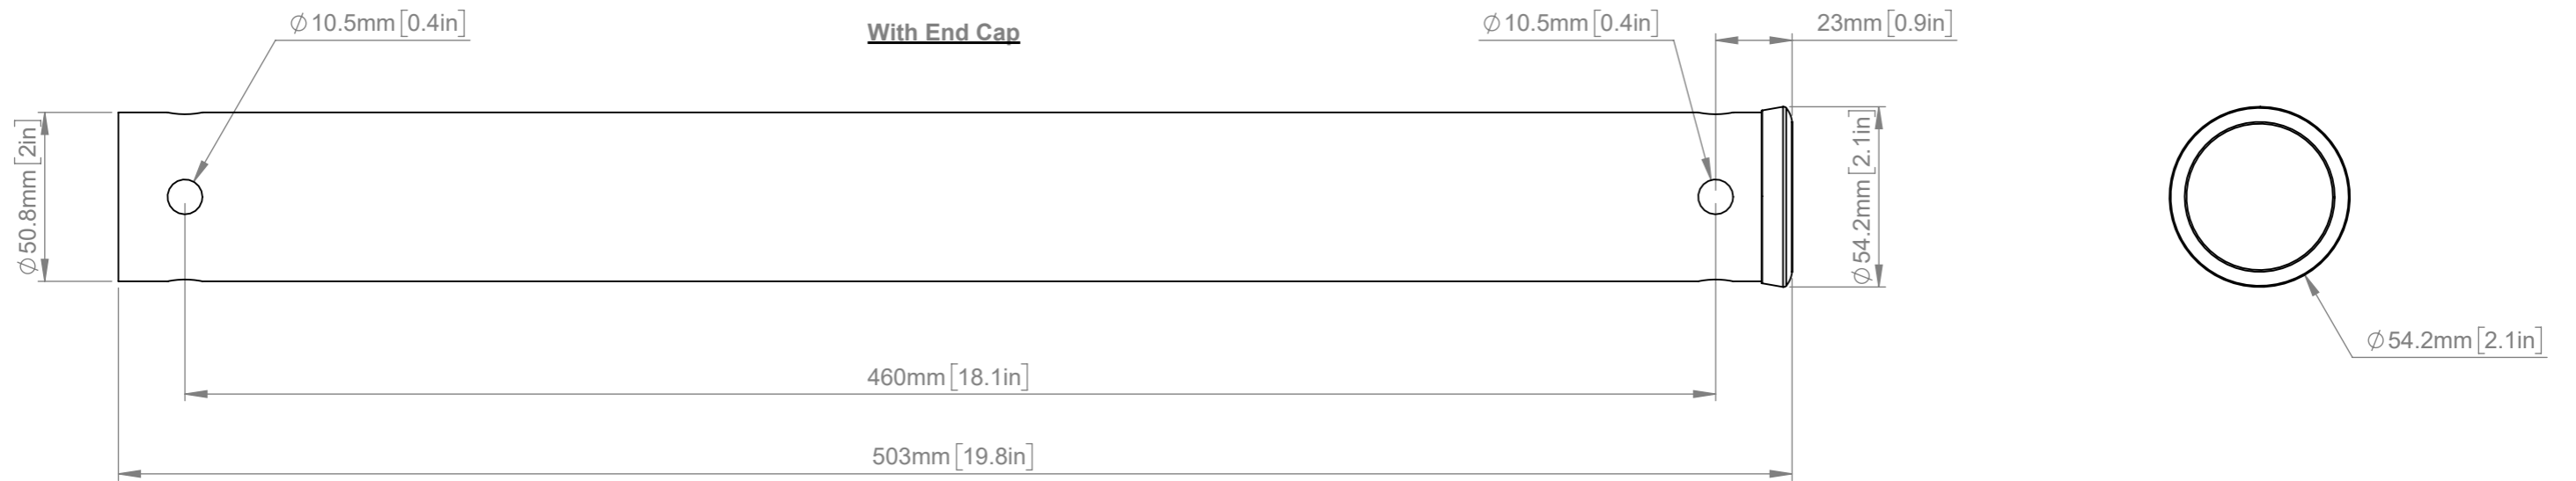 ⌀10.5mm[0.4in]
With End Cap
⌀10.5mm[0.4in]
23mm[0.9in]
⌀50.8mm[2in]
⌀54.2mm[2.1in]
⌀54.2mm[2.1in]
460mm[18.1in]
503mm[19.8in]